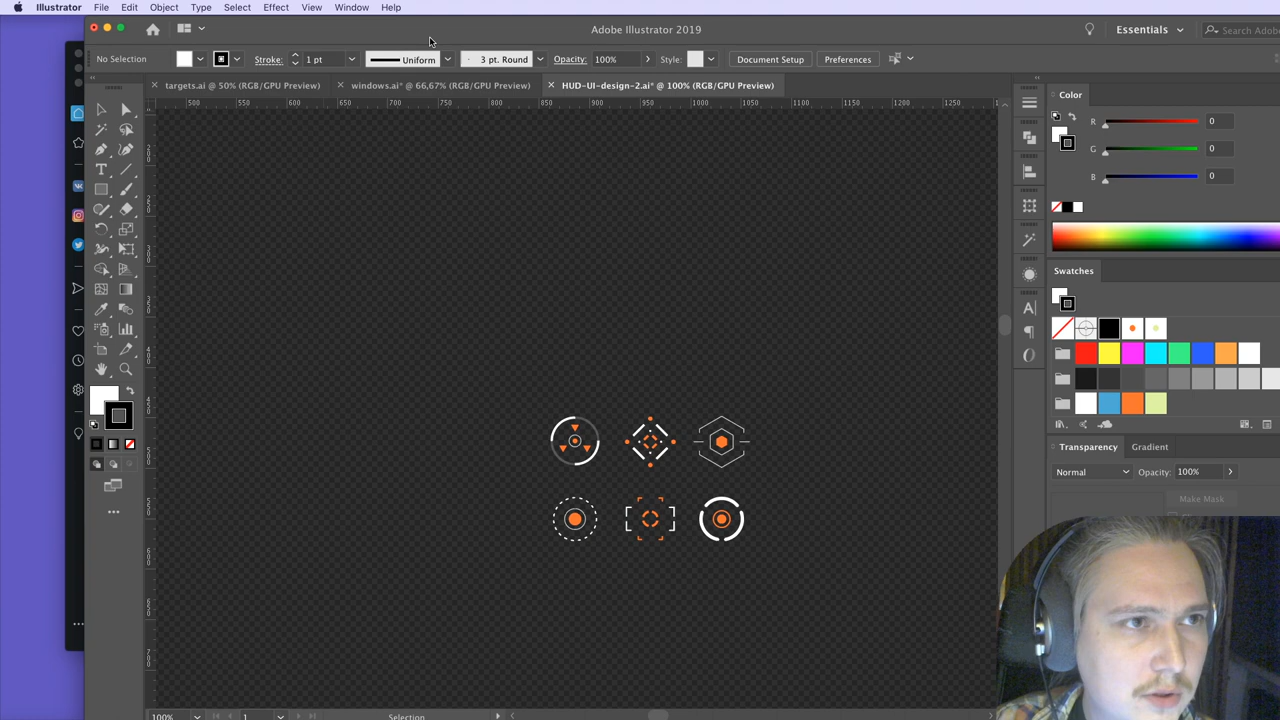 Illustrator File Edit Object Type Select Effect View Window Help
Adobe Illustrator 2019 Essentials Search Adobe
No Selection Stroke: 1 pt Uniform 3 pt. Round Opacity: 100% Style: Document Setup Preferences
targets.ai @ 50% (RGB/GPU Preview) windows.ai* @ 66,67% (RGB/GPU Preview) HUD-UI-design-2.ai* @ 100% (RGB/GPU Preview)
500 550 600 650 700 750 800 850 900 950 1000 1050 1100 1150 1200 1250
Color
R 0
G 0
B 0
Swatches
Transparency Gradient
Normal Opacity: 100%
Make Mask
100% 1 Selection